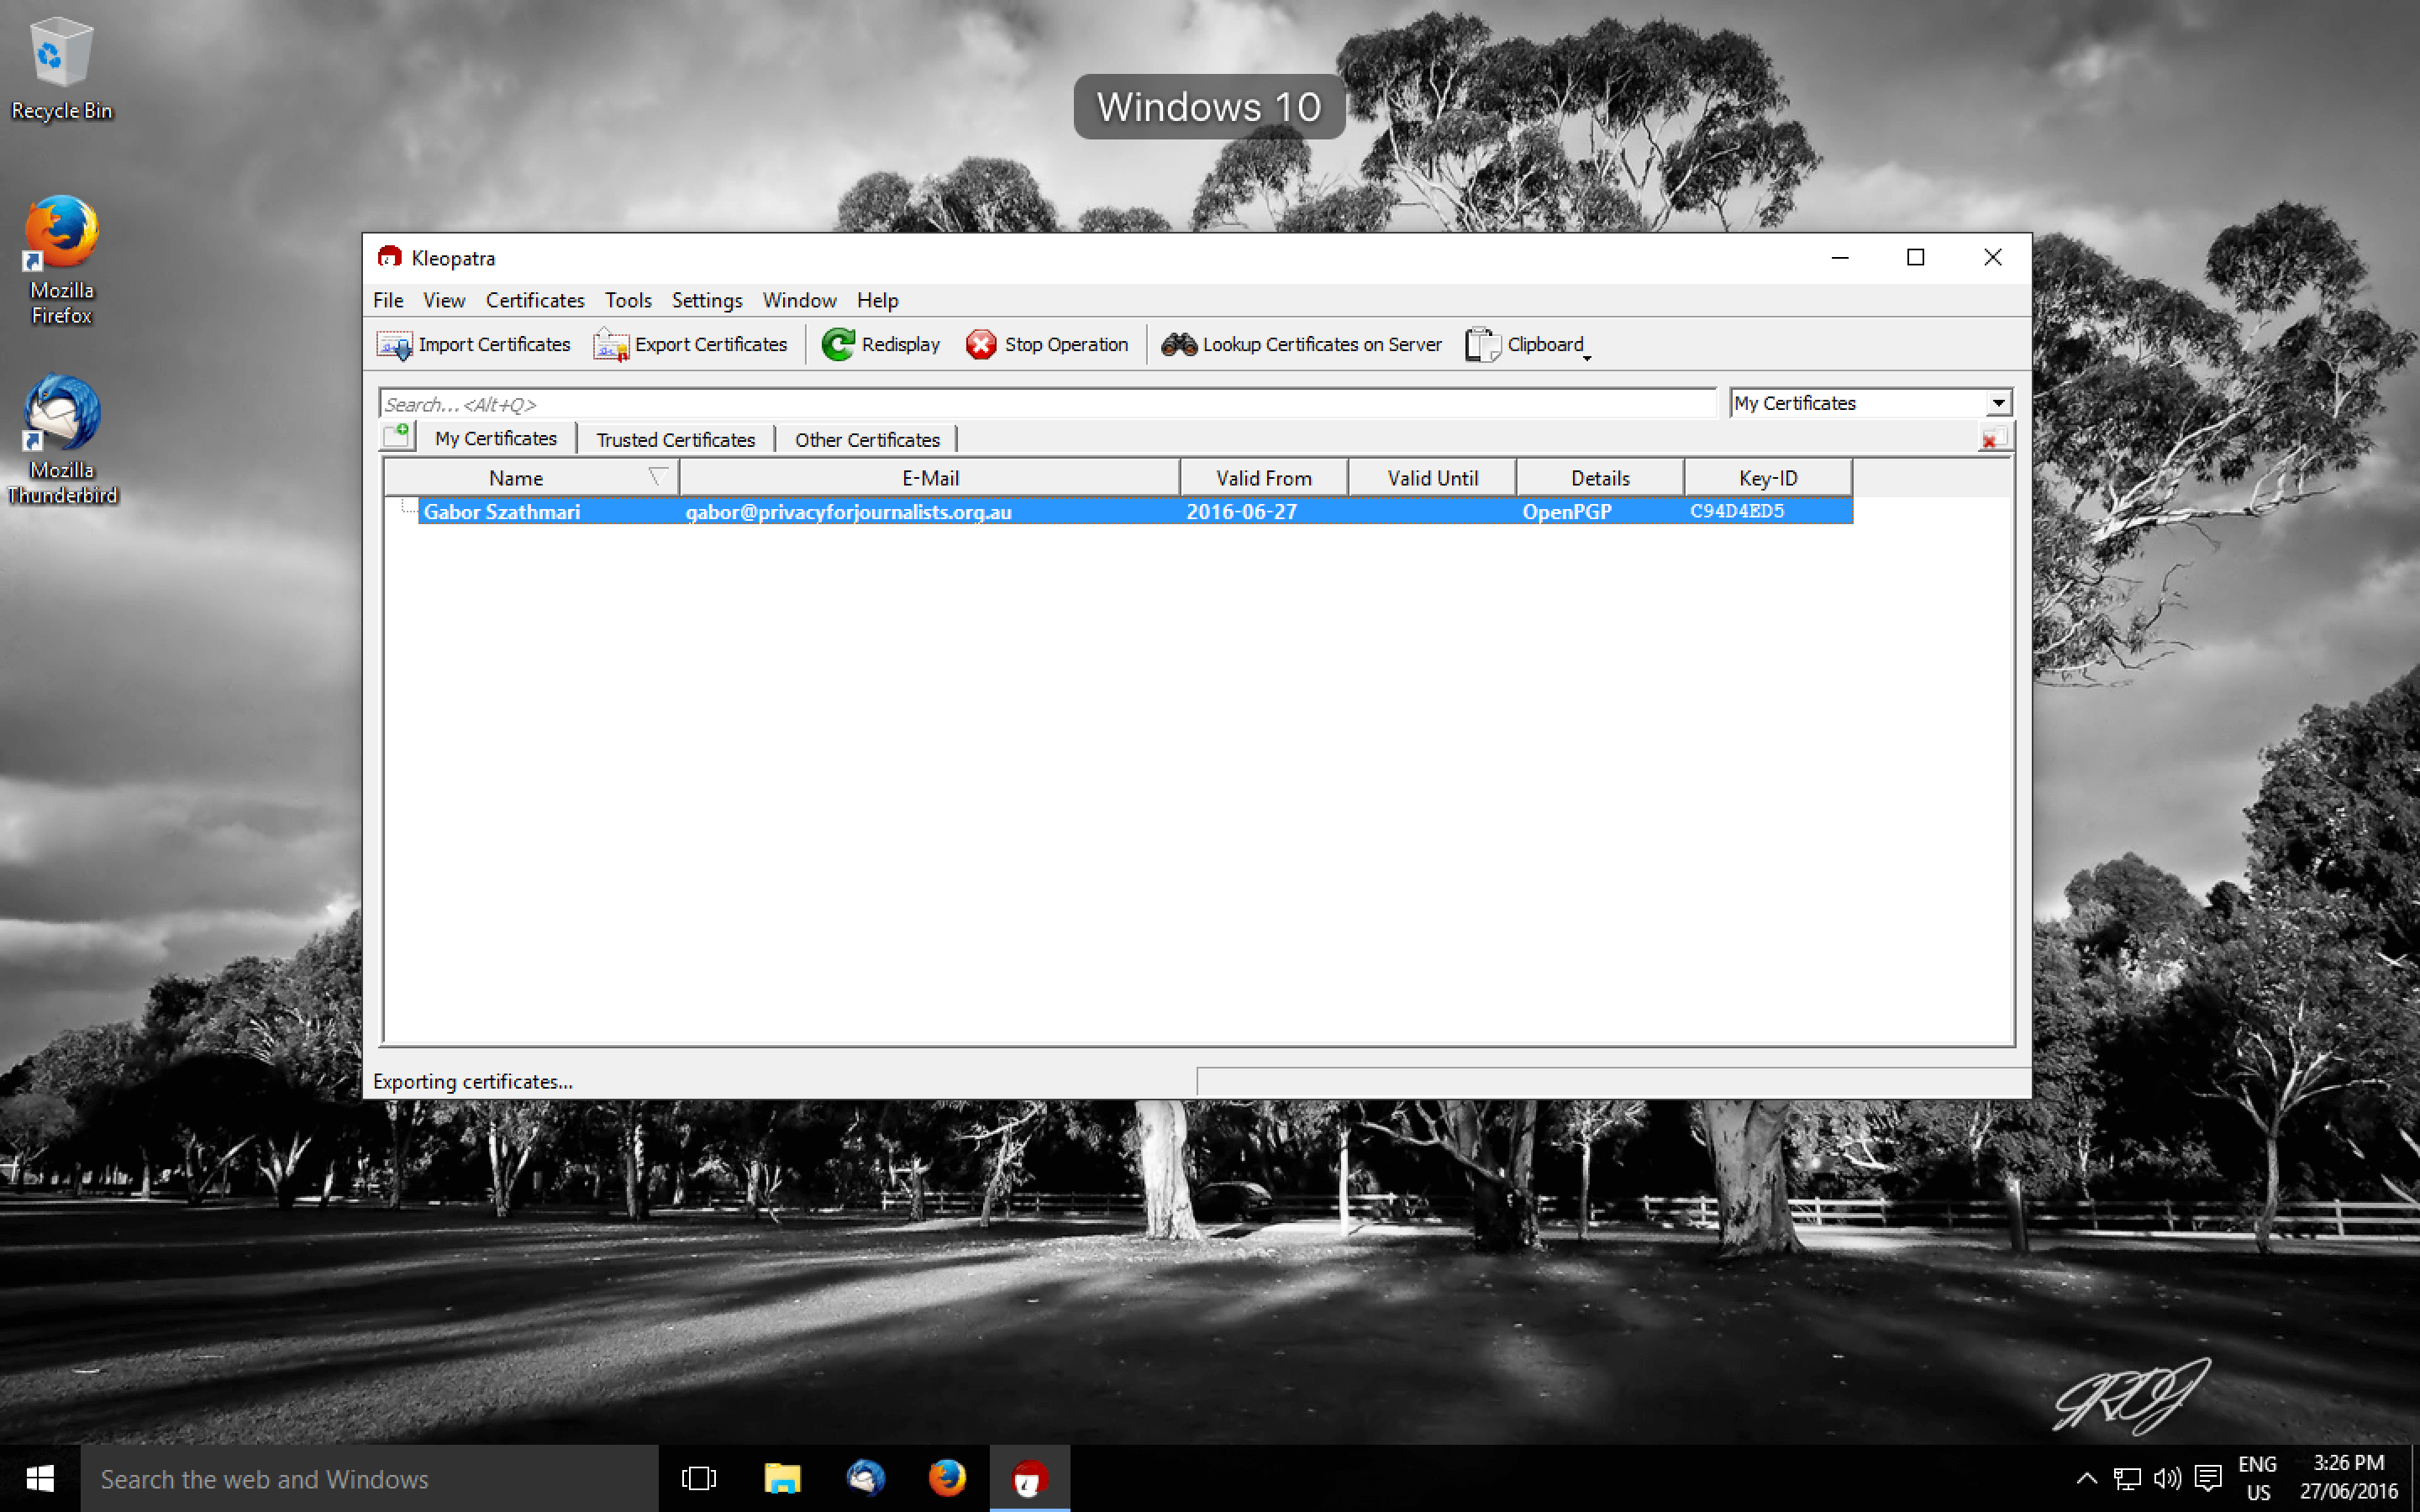 Recycle Bin
Windows 10
Mozilla
Firefox
Mozilla
Thunderbird
Kleopatra
File View Certificates Tools Settings Window Help
Import Certificates Export Certificates Redisplay Stop Operation Lookup Certificates on Server Clipboard
Search...<Alt+Q> My Certificates
My Certificates Trusted Certificates Other Certificates
Name E-Mail Valid From Valid Until Details Key-ID
Gabor Szathmari gabor@privacyforjournalists.org.au 2016-06-27 OpenPGP C94D4ED5
Exporting certificates...
Search the web and Windows
ENG
US
3:26 PM
27/06/2016